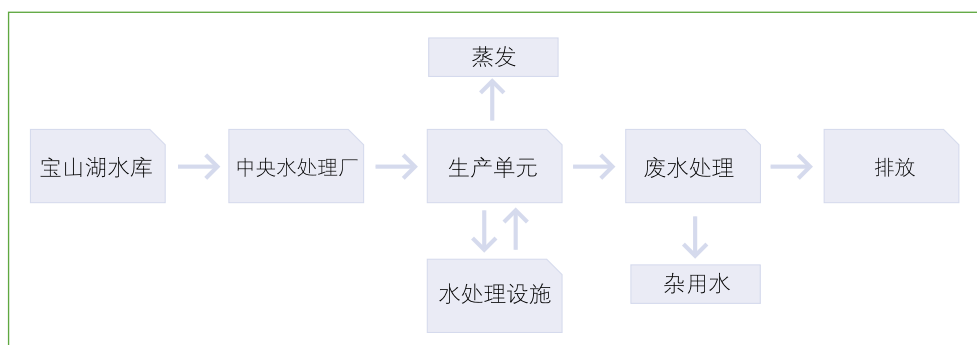 蒸发
宝山湖水库
中央水处理厂
生产单元
废水处理
排放
水处理设施
杂用水